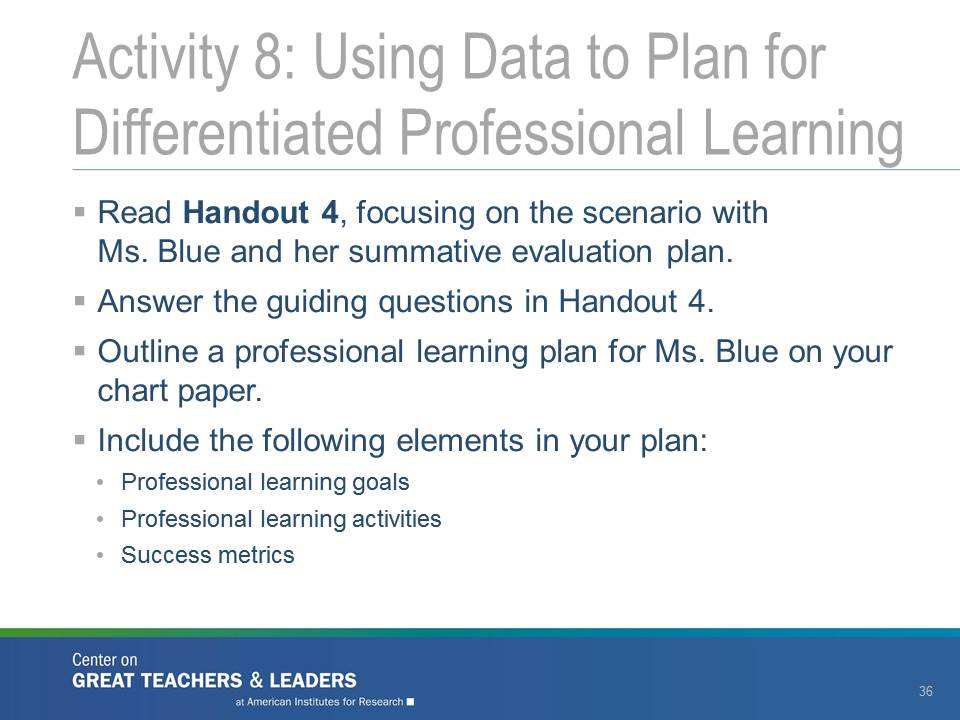 Activity 8: Using Data to Plan for
Differentiated Professional Learning
▪ Read Handout 4, focusing on the scenario with
Ms. Blue and her summative evaluation plan.
▪ Answer the guiding questions in Handout 4.
▪ Outline a professional learning plan for Ms. Blue on your
chart paper.
▪ Include the following elements in your plan:
• Professional learning goals
• Professional learning activities
• Success metrics
Center on
GREAT TEACHERS & LEADERS
at American Institutes for Research ■
36